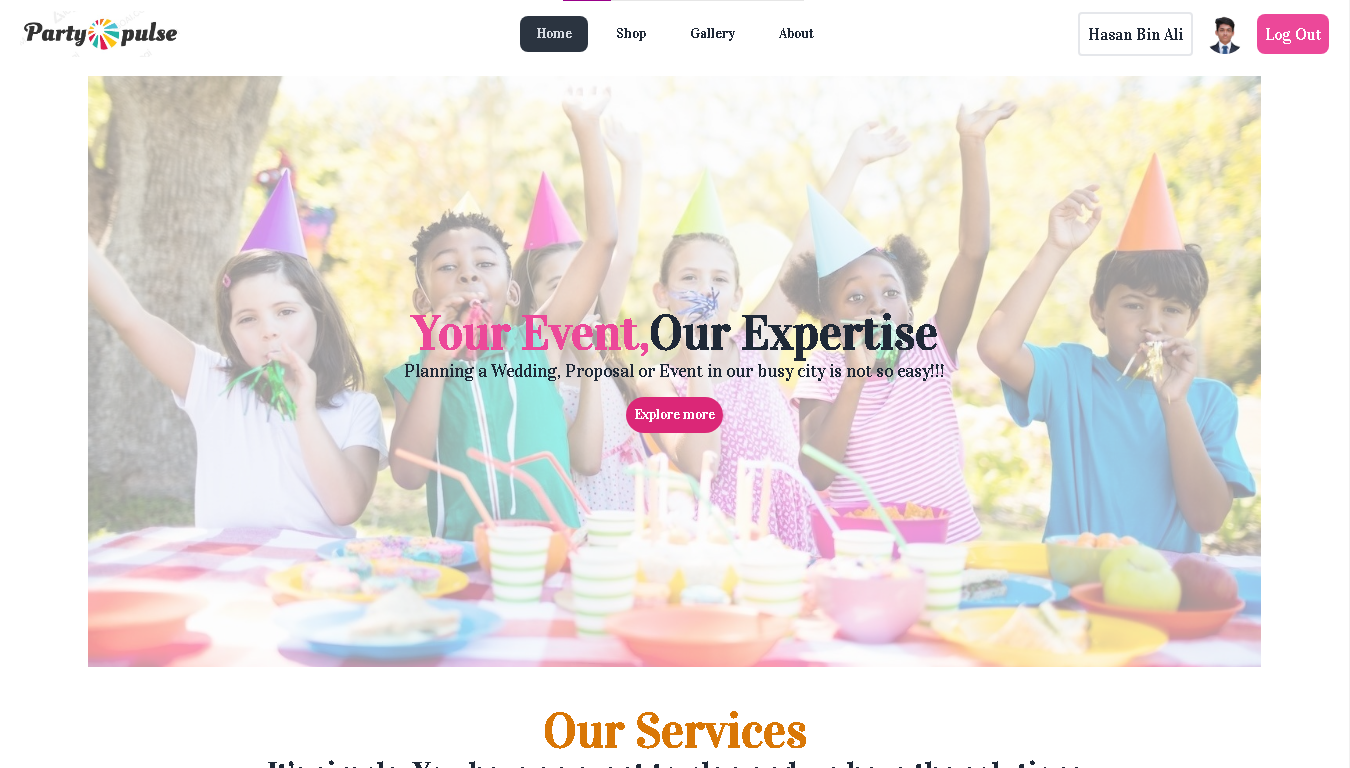 Party pulse
Home
Shop
Gallery
About
Hasan Bin Ali
Log Out
Your Event,Our Expertise
Planning a Wedding, Proposal or Event in our busy city is not so easy!!!
Explore more
Our Services